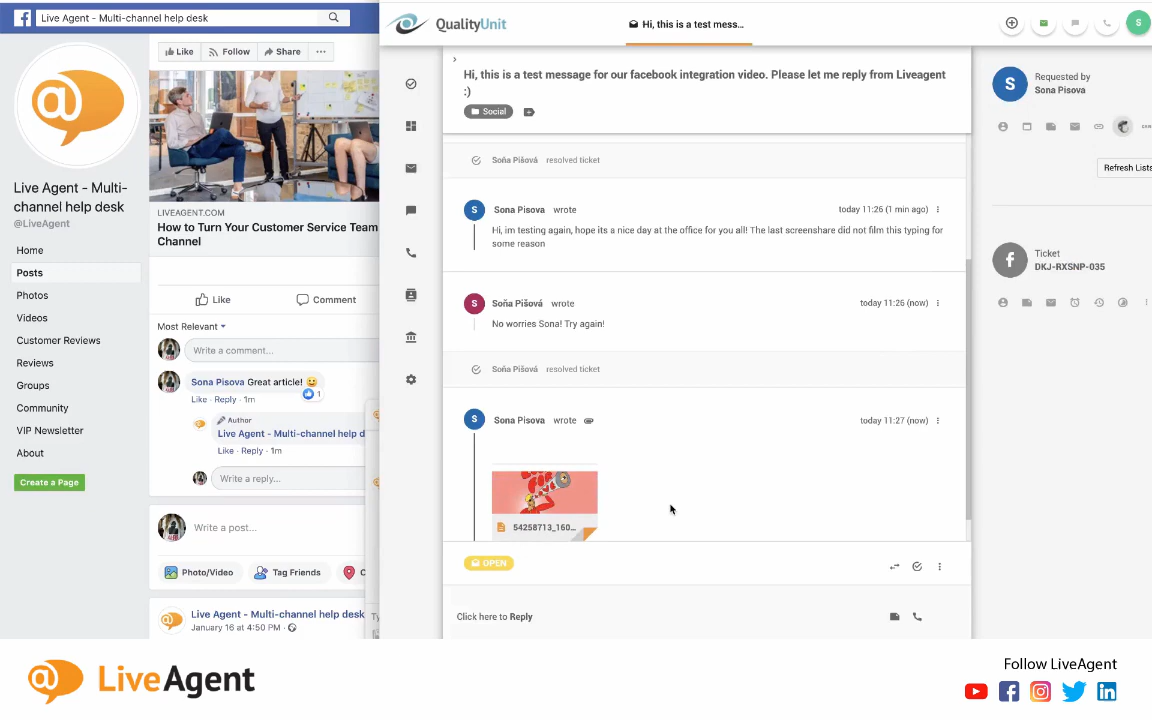 Live Agent - Multi-channel help desk
QualityUnit
Hi, this is a test mess...
S
Like
Follow
Share
Live Agent - Multi-
channel help desk
@LiveAgent
Home
Posts
Photos
Videos
Customer Reviews
Reviews
Groups
Community
VIP Newsletter
About
Create a Page
LIVEAGENT.COM
How to Turn Your Customer Service Team
Channel
Like
Comment
Most Relevant
Write a comment...
Sona Pisova Great article!
1
Like · Reply · 1m
Author
Live Agent - Multi-channel help d
Like · Reply · 1m
Write a reply...
Write a post...
Photo/Video
Tag Friends
C
Live Agent - Multi-channel help desk
January 16 at 4:50 PM ·
Hi, this is a test message for our facebook integration video. Please let me reply from Liveagent
:)
Social
Soňa Pišová resolved ticket
S
Sona Pisova wrote
today 11:26 (1 min ago)
Hi, im testing again, hope its a nice day at the office for you all! The last screenshare did not film this typing for
some reason
S
Soňa Pišová wrote
today 11:26 (now)
No worries Sona! Try again!
Soňa Pišová resolved ticket
S
Sona Pisova wrote
today 11:27 (now)
54258713_160...
OPEN
Click here to Reply
S
Requested by
Sona Pisova
Refresh Lists
Ticket
DKJ-RXSNP-035
LiveAgent
Follow LiveAgent